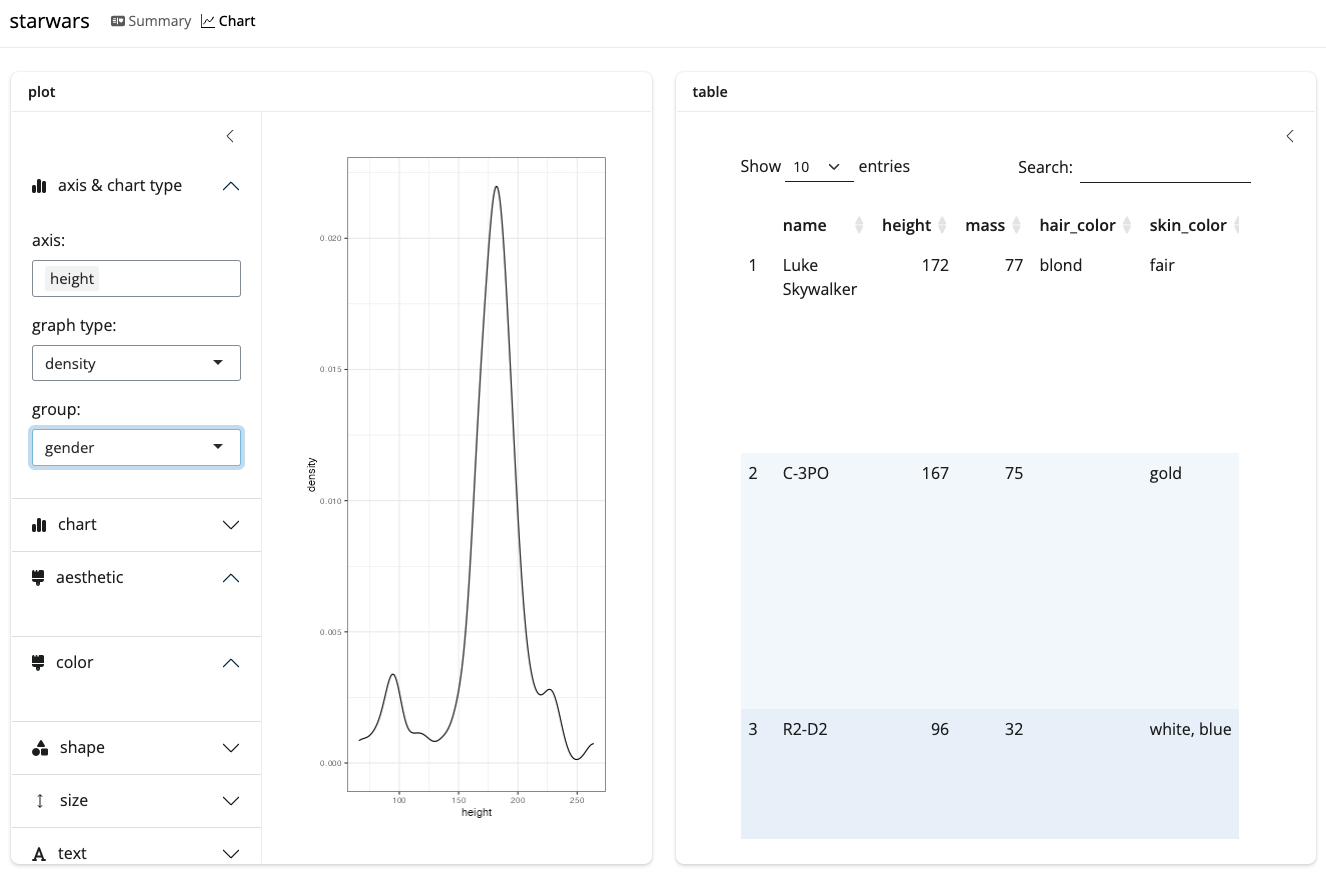 starwars Summary Chart
plot
axis & chart type
axis:
height
graph type:
density
group:
gender
chart
aesthetic
color
shape
size
text
density
0.020
0.015
0.010
0.005
0.000
100 150 200 250
height
table
Show 10 entries Search:
name height mass hair_color skin_color
1 Luke 172 77 blond fair
Skywalker
2 C-3PO 167 75 gold
3 R2-D2 96 32 white, blue